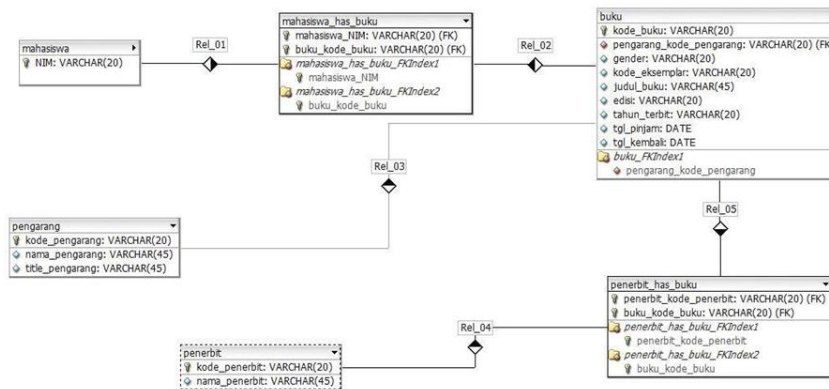 mahasiswa
NIM: VARCHAR(20)
Rel_01
mahasiswa_has_buku
mahasiswa_NIM: VARCHAR(20) (FK)
buku_kode_buku: VARCHAR(20) (FK)
mahasiswa_has_buku_FKIndex1
mahasiswa_NIM
mahasiswa_has_buku_FKIndex2
buku_kode_buku
Rel_02
buku
kode_buku: VARCHAR(20)
pengarang_kode_pengarang: VARCHAR(20) (FK
gender: VARCHAR(20)
kode_eksemplar: VARCHAR(20)
judul_buku: VARCHAR(45)
edisi: VARCHAR(20)
tahun_terbit: VARCHAR(20)
tgl_pinjam: DATE
tgl_kembali: DATE
buku_FKIndex1
pengarang_kode_pengarang
Rel_03
pengarang
kode_pengarang: VARCHAR(20)
nama_pengarang: VARCHAR(45)
title_pengarang: VARCHAR(45)
Rel_05
penerbit_has_buku
penerbit_kode_penerbit: VARCHAR(20) (FK)
buku_kode_buku: VARCHAR(20) (FK)
penerbit_has_buku_FKIndex1
penerbit_kode_penerbit
penerbit_has_buku_FKIndex2
buku_kode_buku
Rel_04
penerbit
kode_penerbit: VARCHAR(20)
nama_penerbit: VARCHAR(45)